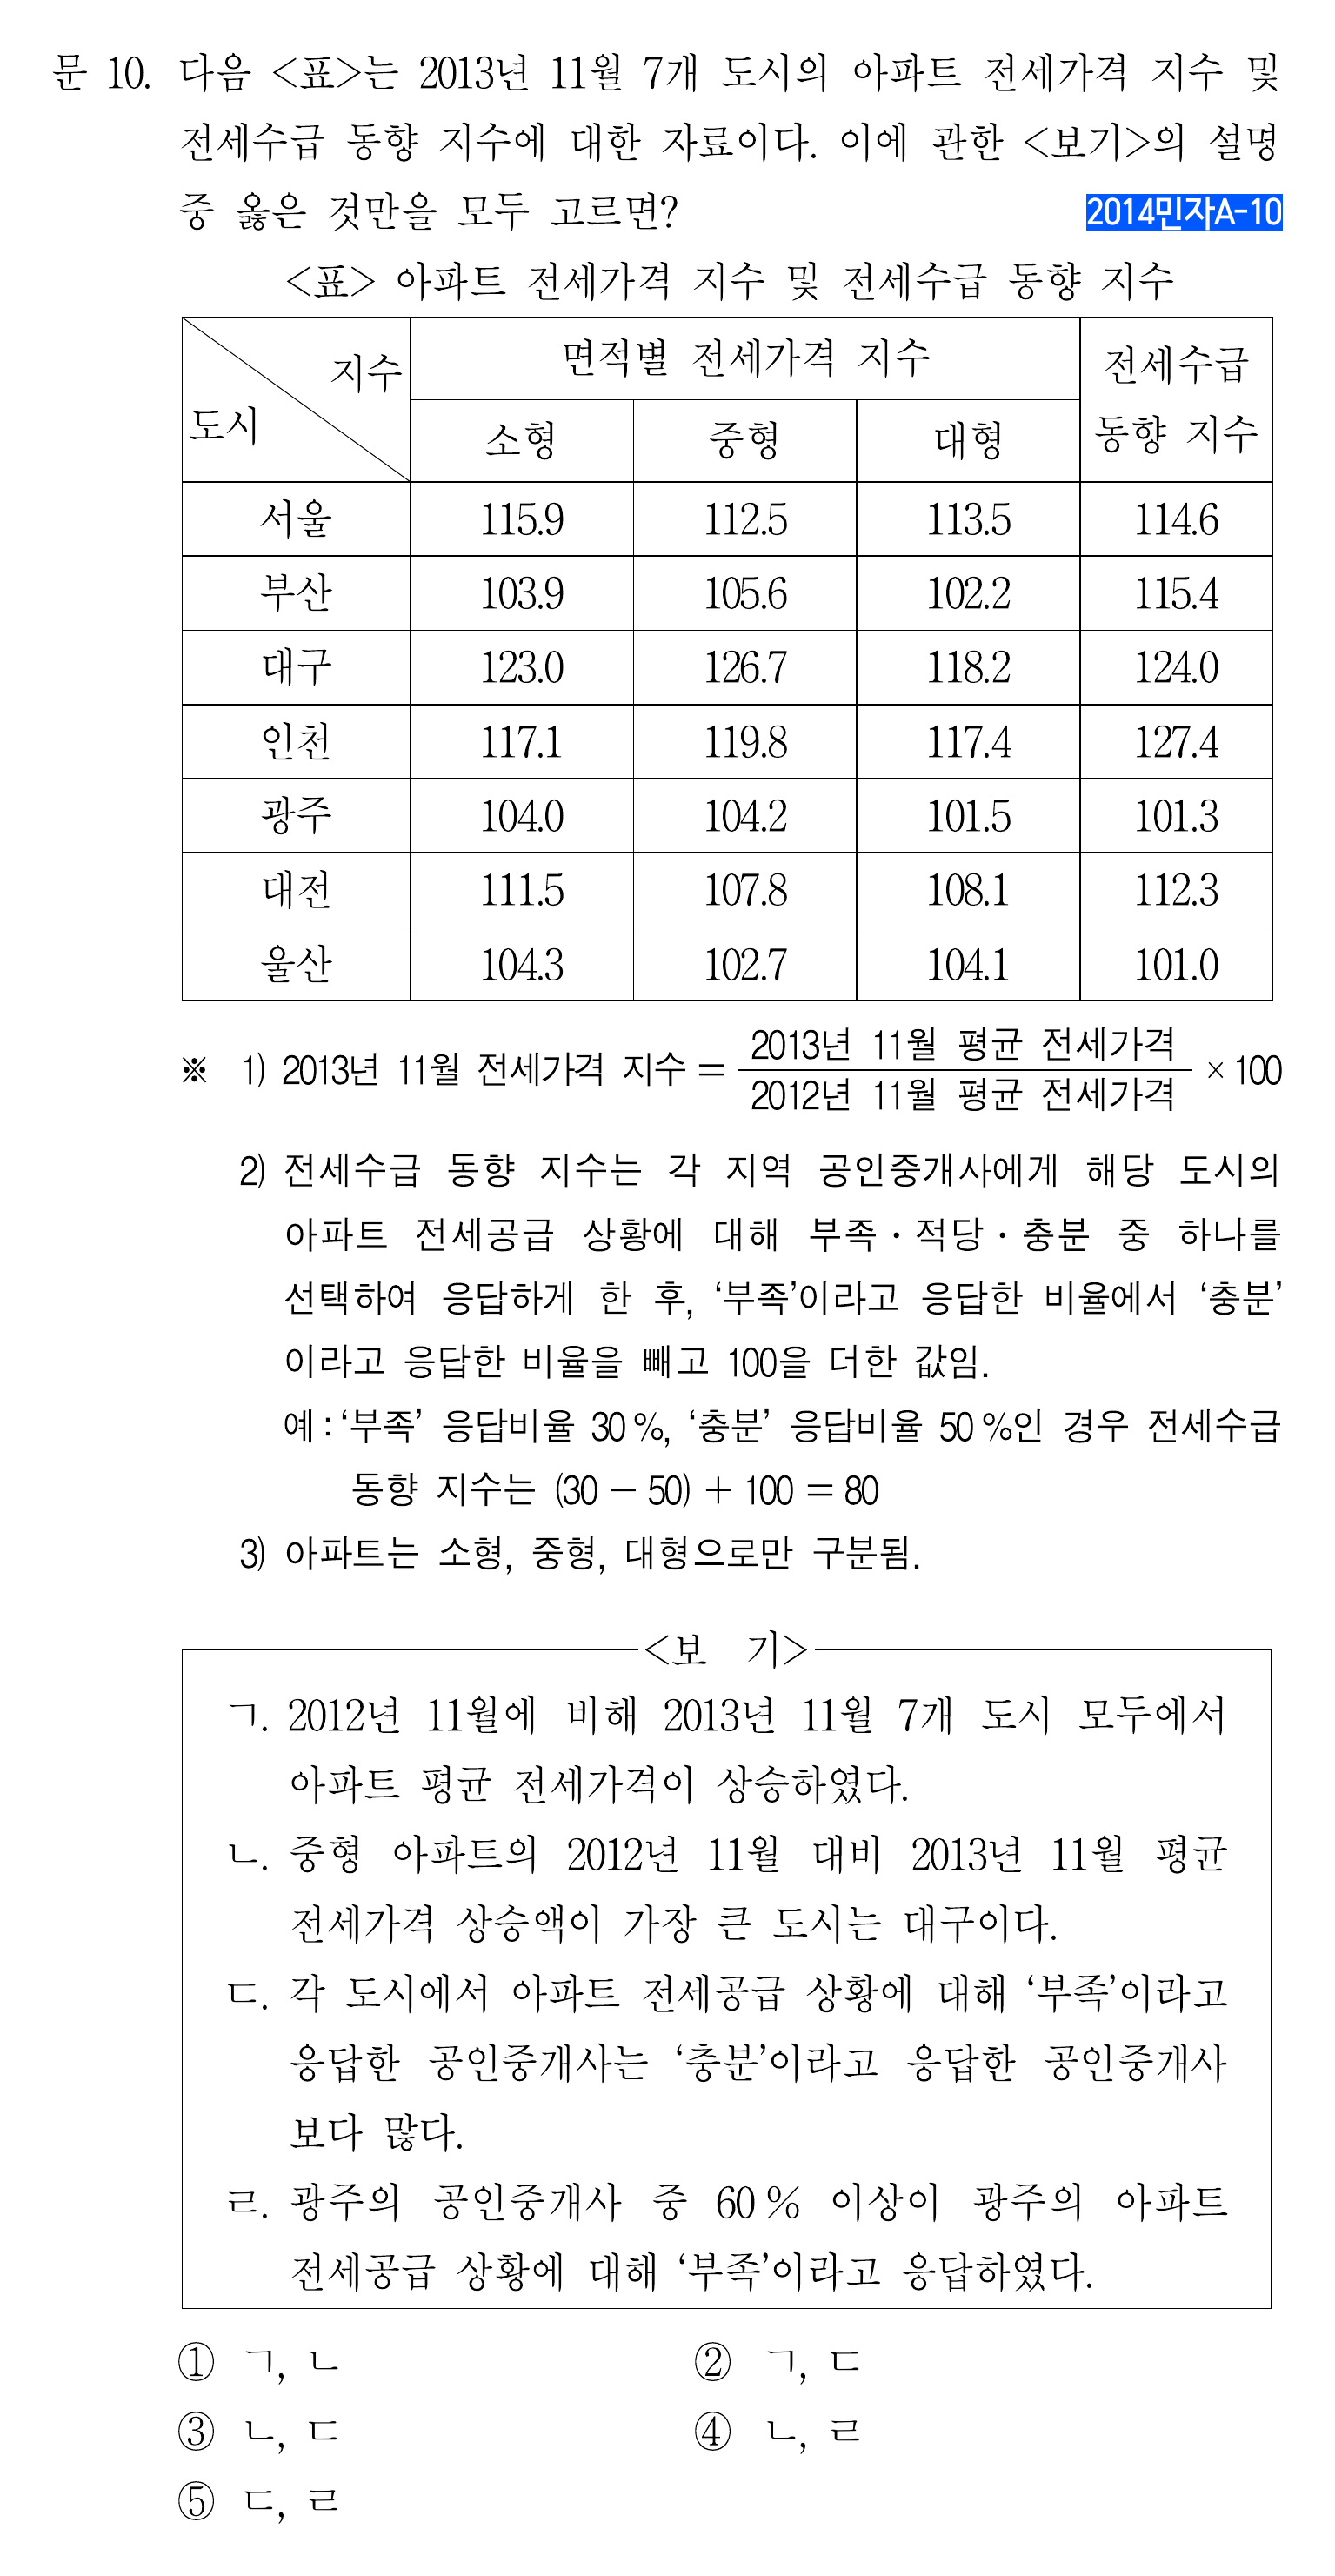 문 10. 다음 <표>는 2013년 11월 7개 도시의 아파트 전세가격 지수 및
전세수급 동향 지수에 대한 자료이다. 이에 관한 <보기>의 설명
중 옳은 것만을 모두 고르면?
2014민자A-10
<표> 아파트 전세가격 지수 및 전세수급 동향 지수
지수 면적별 전세가격 지수 전세수급
도시 소형 중형 대형 동향 지수
서울 115.9 112.5 113.5 114.6
부산 103.9 105.6 102.2 115.4
대구 123.0 126.7 118.2 124.0
인천 117.1 119.8 117.4 127.4
광주 104.0 104.2 101.5 101.3
대전 111.5 107.8 108.1 112.3
울산 104.3 102.7 104.1 101.0
※ 1) 2013년 11월 전세가격 지수 = 2013년 11월 평균 전세가격 / 2012년 11월 평균 전세가격 × 100
2) 전세수급 동향 지수는 각 지역 공인중개사에게 해당 도시의
아파트 전세공급 상황에 대해 부족·적당·충분 중 하나를
선택하여 응답하게 한 후, ‘부족’이라고 응답한 비율에서 ‘충분’
이라고 응답한 비율을 빼고 100을 더한 값임.
예 : ‘부족’ 응답비율 30 %, ‘충분’ 응답비율 50 %인 경우 전세수급
동향 지수는 (30 − 50) + 100 = 80
3) 아파트는 소형, 중형, 대형으로만 구분됨.
<보 기>
ㄱ. 2012년 11월에 비해 2013년 11월 7개 도시 모두에서
아파트 평균 전세가격이 상승하였다.
ㄴ. 중형 아파트의 2012년 11월 대비 2013년 11월 평균
전세가격 상승액이 가장 큰 도시는 대구이다.
ㄷ. 각 도시에서 아파트 전세공급 상황에 대해 ‘부족’이라고
응답한 공인중개사는 ‘충분’이라고 응답한 공인중개사
보다 많다.
ㄹ. 광주의 공인중개사 중 60 % 이상이 광주의 아파트
전세공급 상황에 대해 ‘부족’이라고 응답하였다.
① ㄱ, ㄴ ② ㄱ, ㄷ
③ ㄴ, ㄷ ④ ㄴ, ㄹ
⑤ ㄷ, ㄹ